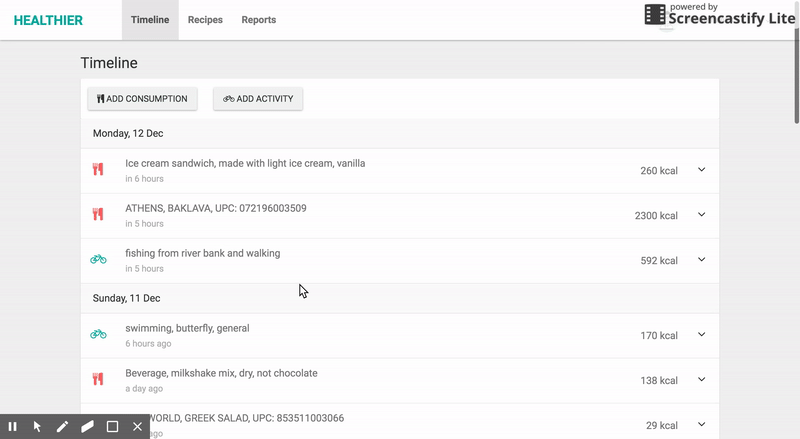 HEALTHIER
Timeline
Recipes
Reports
powered by
Screencastify Lite
Timeline
ADD CONSUMPTION
ADD ACTIVITY
Monday, 12 Dec
Ice cream sandwich, made with light ice cream, vanilla
260 kcal
in 6 hours
ATHENS, BAKLAVA, UPC: 072196003509
2300 kcal
in 5 hours
fishing from river bank and walking
592 kcal
in 5 hours
Sunday, 11 Dec
swimming, butterfly, general
170 kcal
6 hours ago
Beverage, milkshake mix, dry, not chocolate
138 kcal
a day ago
WORLD, GREEK SALAD, UPC: 853511003066
29 kcal
ago